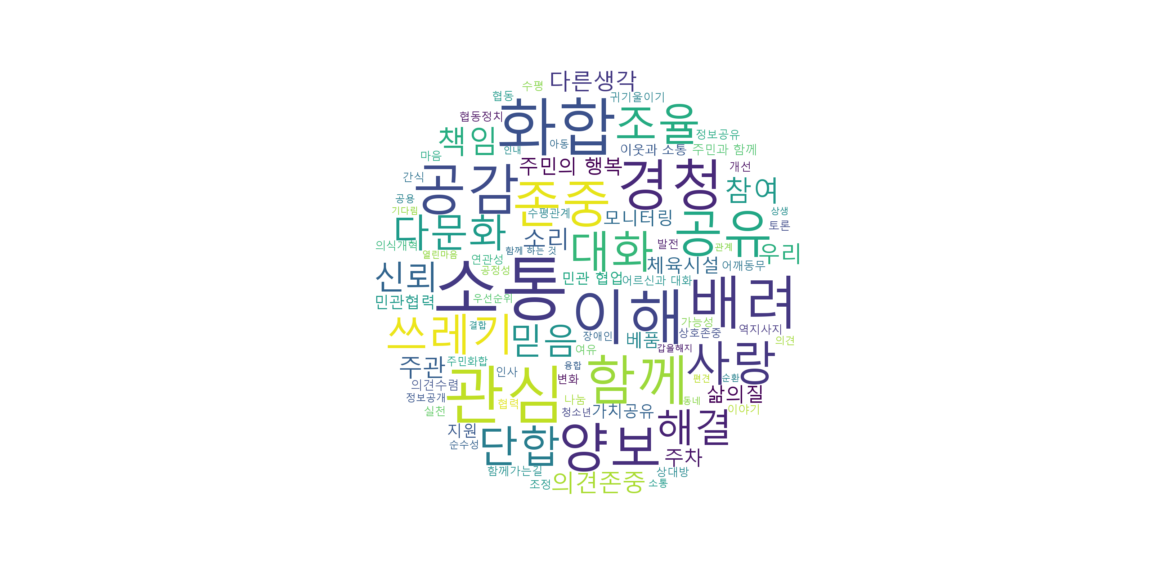 다른생각
수평
협동
귀기울이기
화합
조율
협동정치
책임
정보공유
아동
인내
이웃과 소통
주민과 함께
마음
주민의 행복
개선
경청
공감
존중
간식
참여
공용
기다림
수평관계
모니터링
공유
상생
토론
다문화
소리
대화
우리
의식개혁
함께 하는 것
발전
관계
열린마음
연관성
공정성
민관 협업
체육시설
어깨동무
신뢰
소통
이해
배려
어르신과 대화
민관협력
우선순위
쓰레기
결합
믿음
장애인
베품
가능성
상호존중
역지사지
의견
갑을해지
여유
사랑
주관
주민화합
인사
융합
변화
함께
편견
순환
의견수렴
관심
삶의질
정보공개
협력
나눔
동네
실천
청소년
가치공유
이야기
지원
단합
양보
해결
순수성
주차
함께가는길
상대방
조정
의견존중
소통